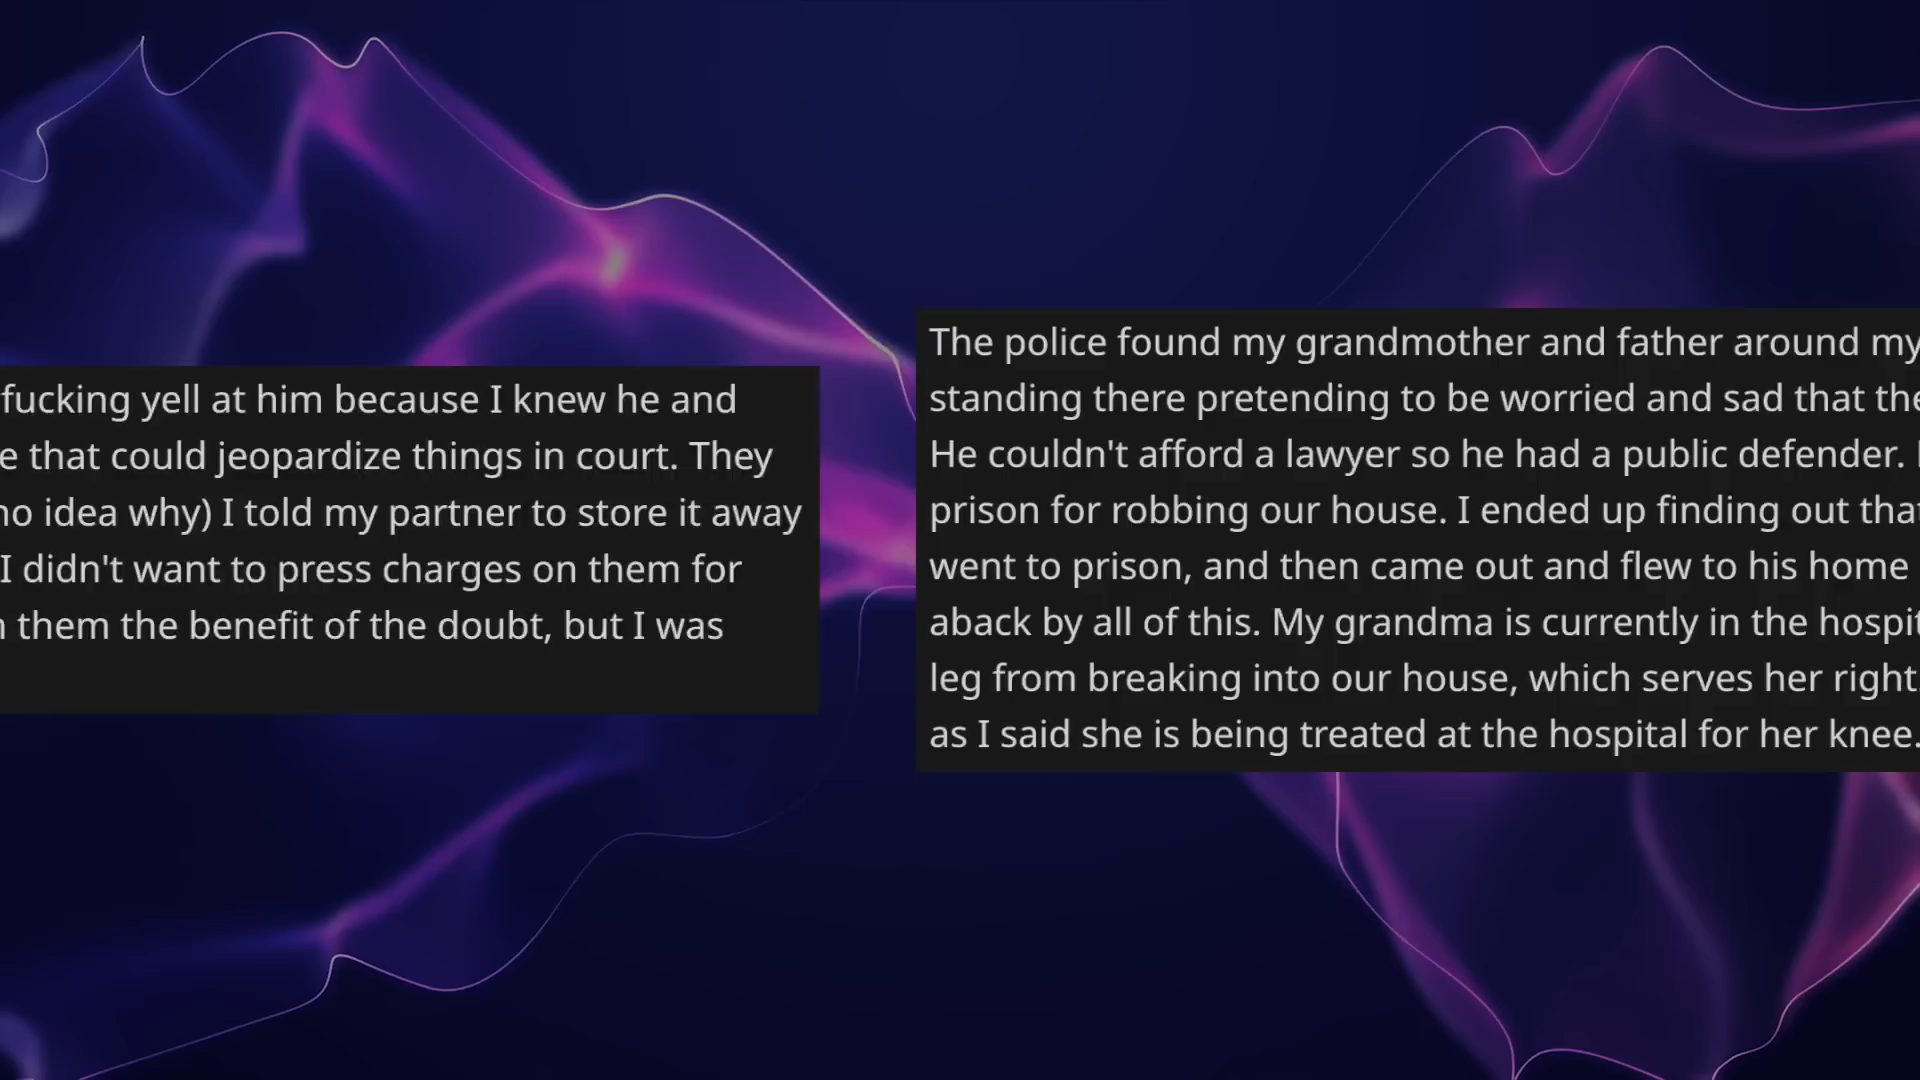 fucking yell at him because I knew he and
that could jeopardize things in court. They
idea why) I told my partner to store it away
I didn't want to press charges on them for
them the benefit of the doubt, but I was
The police found my grandmother and father around my
standing there pretending to be worried and sad that
He couldn't afford a lawyer so he had a public defender.
prison for robbing our house. I ended up finding out
went to prison, and then came out and flew to his home
aback by all of this. My grandma is currently in the
leg from breaking into our house, which serves her right.
as I said she is being treated at the hospital for her knee.